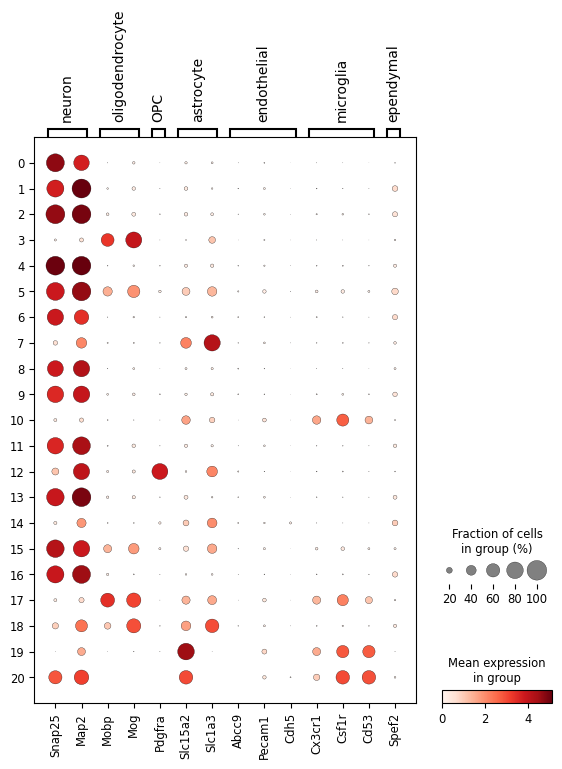 neuron
oligodendrocyte
OPC
astrocyte
endothelial
microglia
ependymal
0
1
2
3
4
5
6
7
8
9
10
11
12
13
14
15
16
17
18
19
20
Snap25
Map2
Mobp
Mog
Pdgfra
Slc15a2
Slc1a3
Abcc9
Pecam1
Cdh5
Cx3cr1
Csf1r
Cd53
Spef2
Fraction of cells
in group (%)
20 40 60 80 100
Mean expression
in group
0 2 4